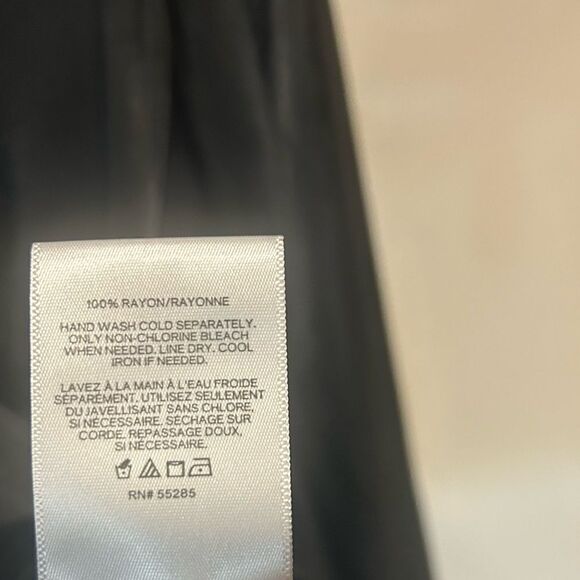 100% RAYON/RAYONNE
HAND WASH COLD SEPARATELY.
ONLY NON-CHLORINE BLEACH
WHEN NEEDED. LINE DRY. COOL
IRON IF NEEDED.
LAVEZ À LA MAIN À L'EAU FROIDE
SÉPARÉMENT. UTILISEZ SEULEMENT
DU JAVELLISANT SANS CHLORE,
SI NÉCESSAIRE. SÉCHAGE SUR
CORDE. REPASSAGE DOUX,
SI NÉCESSAIRE.
RN# 55285